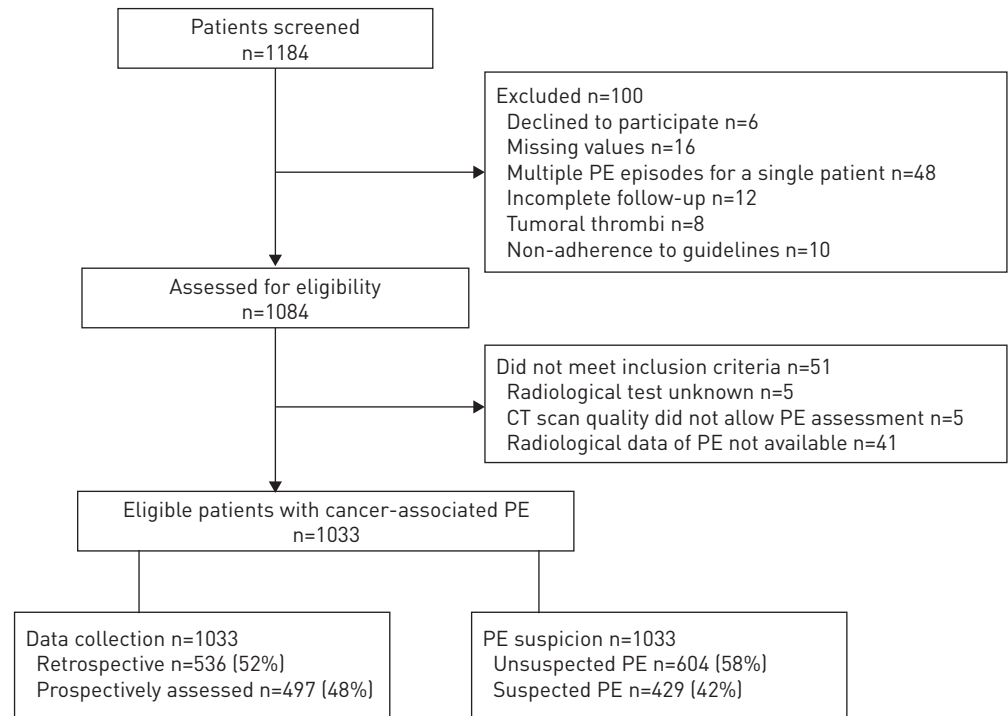 Patients screened
n=1184
Excluded n=100
Declined to participate n=6
Missing values n=16
Multiple PE episodes for a single patient n=48
Incomplete follow-up n=12
Tumoral thrombi n=8
Non-adherence to guidelines n=10
Assessed for eligibility
n=1084
Did not meet inclusion criteria n=51
Radiological test unknown n=5
CT scan quality did not allow PE assessment n=5
Radiological data of PE not available n=41
Eligible patients with cancer-associated PE
n=1033
Data collection n=1033
Retrospective n=536 (52%)
Prospectively assessed n=497 (48%)
PE suspicion n=1033
Unsuspected PE n=604 (58%)
Suspected PE n=429 (42%)